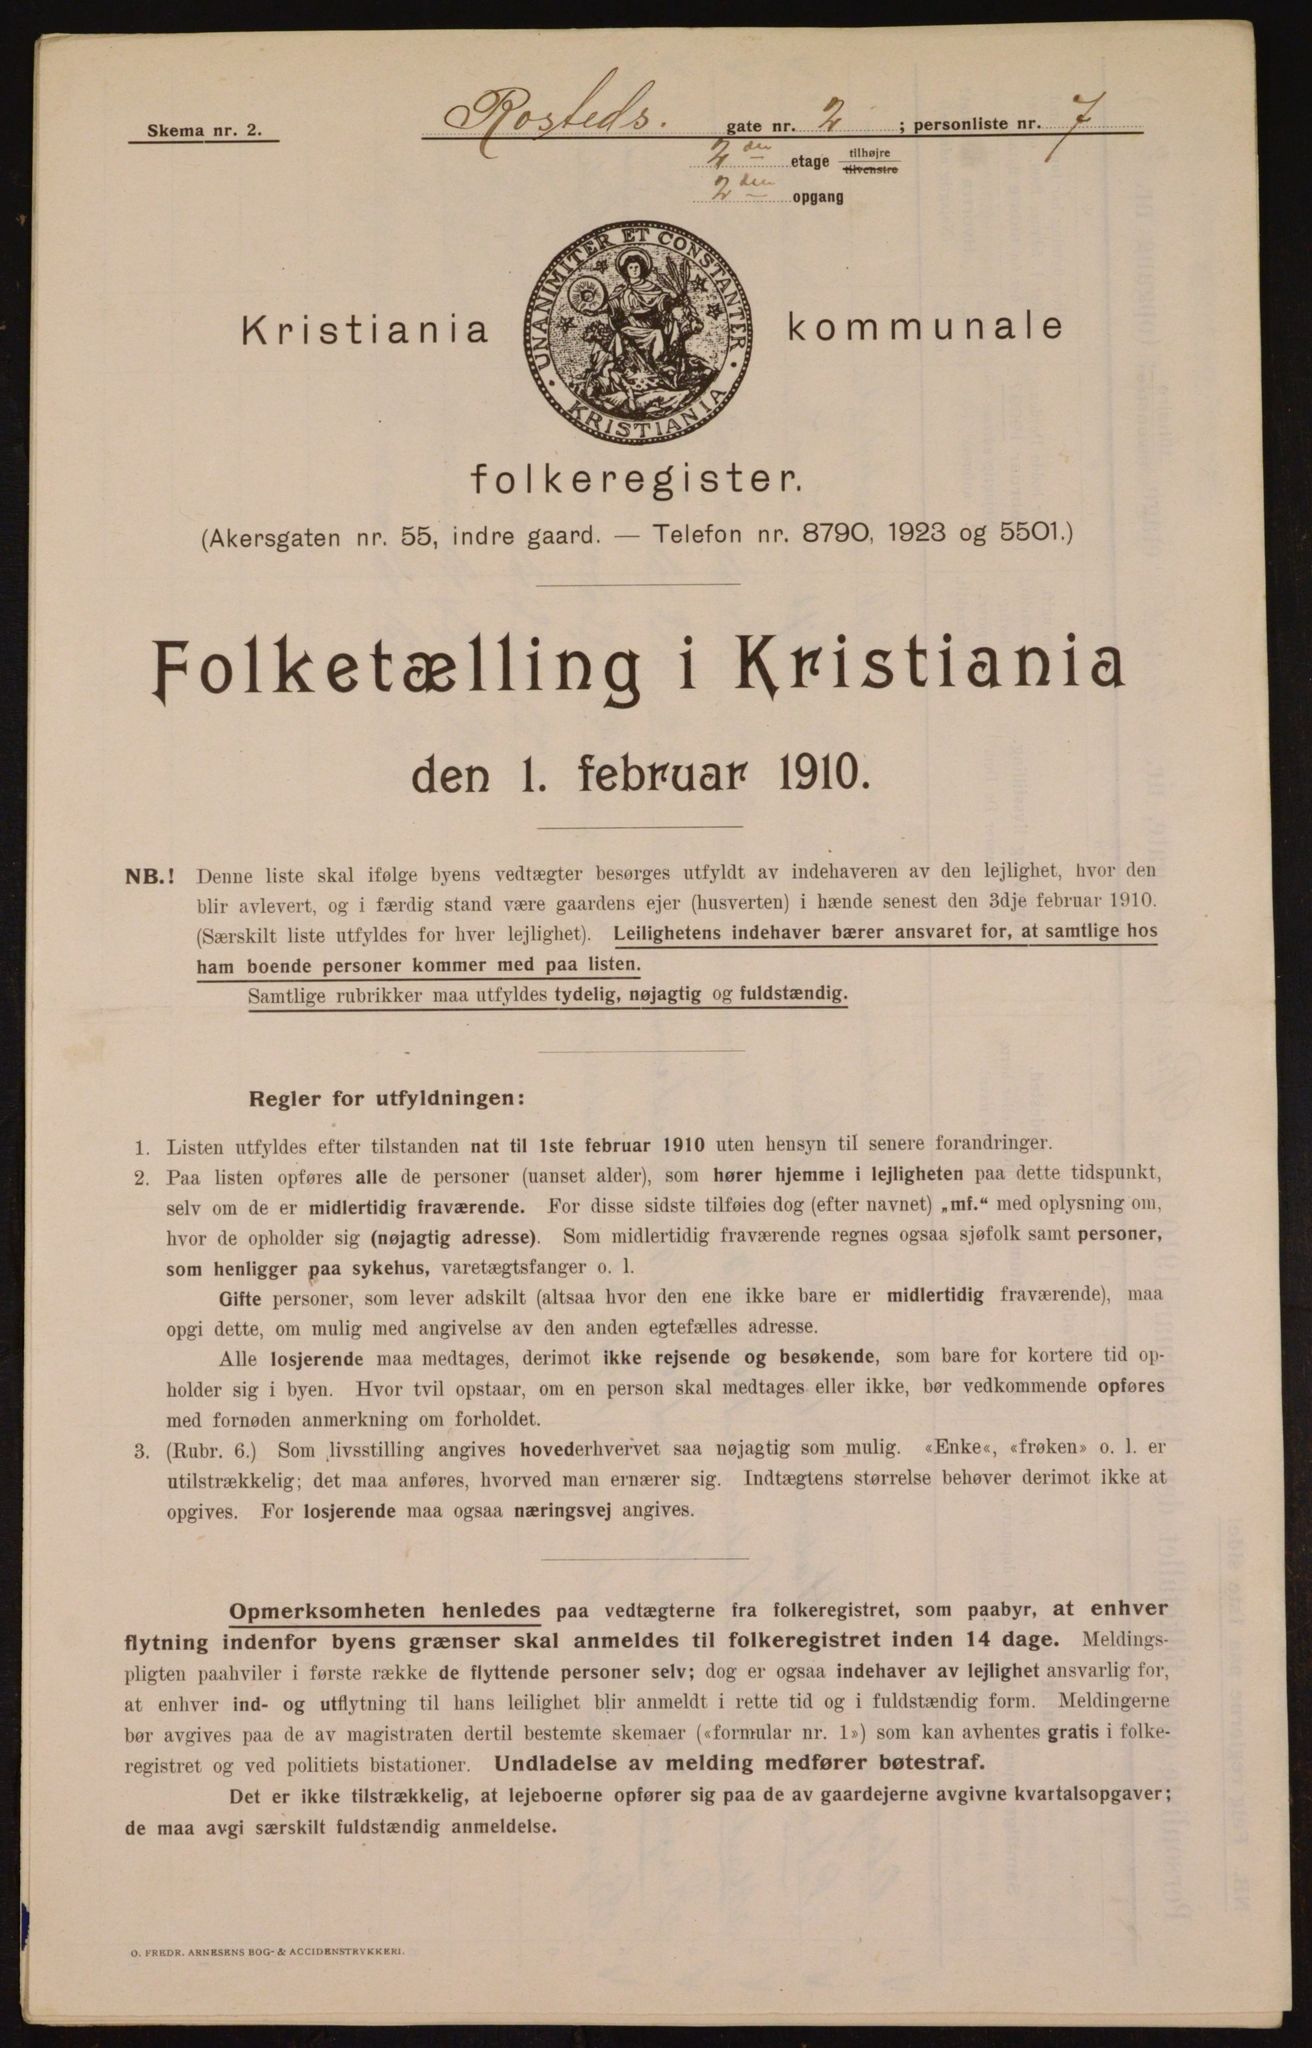 Skema nr. 2.
Rosteds. gate nr. 2 ; personliste nr. 7
2den etage tilhøjre tilvenstre
2den opgang
UNANIMITER ET CONSTANTER · KRISTIANIA ·
Kristiania kommunale
folkeregister.
(Akersgaten nr. 55, indre gaard. — Telefon nr. 8790, 1923 og 5501.)
Folketælling i Kristiania
den 1. februar 1910.
NB.! Denne liste skal ifølge byens vedtægter besørges utfyldt av indehaveren av den lejlighet, hvor den
blir avlevert, og i færdig stand være gaardens ejer (husverten) i hænde senest den 3dje februar 1910.
(Særskilt liste utfyldes for hver lejlighet). Leilighetens indehaver bærer ansvaret for, at samtlige hos
ham boende personer kommer med paa listen.
Samtlige rubrikker maa utfyldes tydelig, nøjagtig og fuldstændig.
Regler for utfyldningen:
1. Listen utfyldes efter tilstanden nat til 1ste februar 1910 uten hensyn til senere forandringer.
2. Paa listen opføres alle de personer (uanset alder), som hører hjemme i lejligheten paa dette tidspunkt,
selv om de er midlertidig fraværende. For disse sidste tilføies dog (efter navnet) „mf.“ med oplysning om,
hvor de opholder sig (nøjagtig adresse). Som midlertidig fraværende regnes ogsaa sjøfolk samt personer,
som henligger paa sykehus, varetægtsfanger o. l.
Gifte personer, som lever adskilt (altsaa hvor den ene ikke bare er midlertidig fraværende), maa
opgi dette, om mulig med angivelse av den anden egtefælles adresse.
Alle losjerende maa medtages, derimot ikke rejsende og besøkende, som bare for kortere tid op-
holder sig i byen. Hvor tvil opstaar, om en person skal medtages eller ikke, bør vedkommende opføres
med fornøden anmerkning om forholdet.
3. (Rubr. 6.) Som livsstilling angives hovederhvervet saa nøjagtig som mulig. «Enke«, «frøken» o. l. er
utilstrækkelig; det maa anføres, hvorved man ernærer sig. Indtægtens størrelse behøver derimot ikke at
opgives. For losjerende maa ogsaa næringsvej angives.
Opmerksomheten henledes paa vedtægterne fra folkeregistret, som paabyr, at enhver
flytning indenfor byens grænser skal anmeldes til folkeregistret inden 14 dage. Meldings-
pligten paahviler i første række de flyttende personer selv; dog er ogsaa indehaver av lejlighet ansvarlig for,
at enhver ind- og utflytning til hans leilighet blir anmeldt i rette tid og i fuldstændig form. Meldingerne
bør avgives paa de av magistraten dertil bestemte skemaer («formular nr. 1») som kan avhentes gratis i folke-
registret og ved politiets bistationer. Undladelse av melding medfører bøtestraf.
Det er ikke tilstrækkelig, at lejeboerne opfører sig paa de av gaardejerne avgivne kvartalsopgaver;
de maa avgi særskilt fuldstændig anmeldelse.
O. FREDR. ARNESENS BOG- & ACCIDENSTRYKKERI.